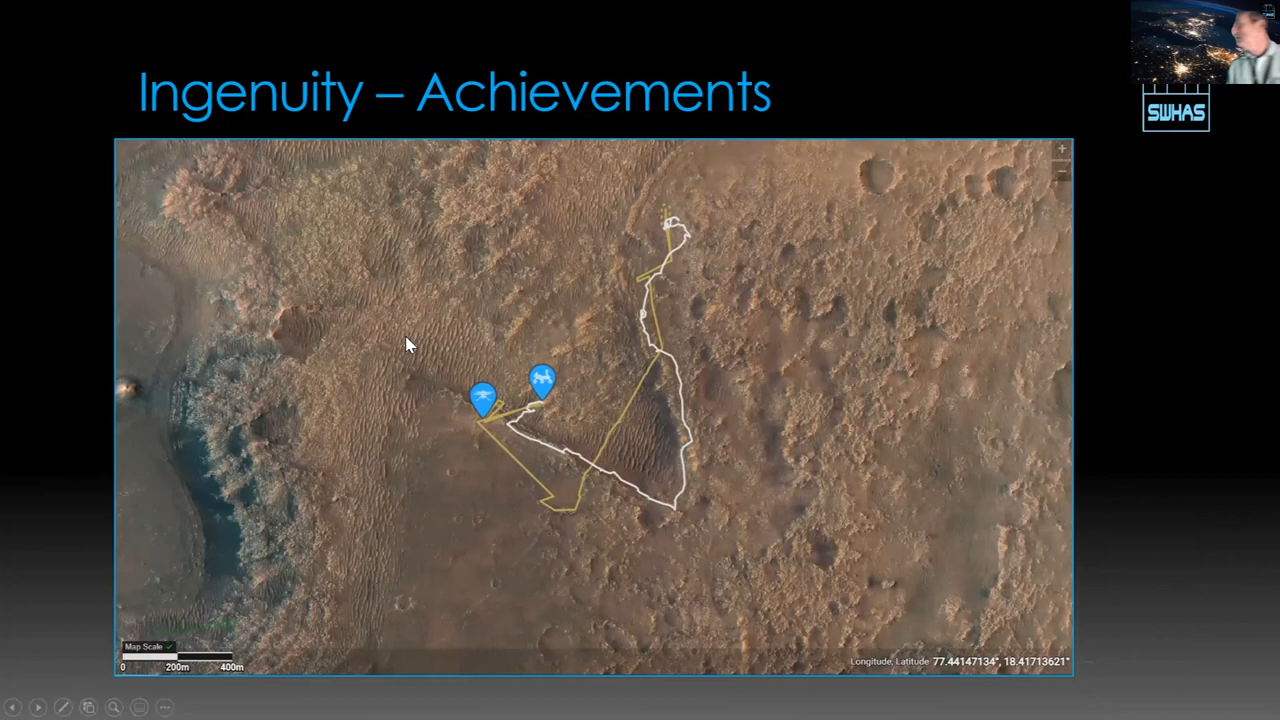 Ingenuity – Achievements
SWHAS
+
−
Map Scale
0 200m 400m
Longitude, Latitude 77.44147134°, 18.41713621°